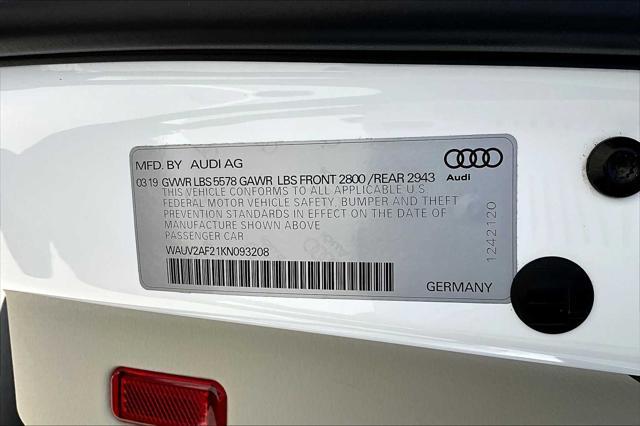 MFD. BY AUDI AG
03 19 GVWR LBS 5578 GAWR LBS FRONT 2800 / REAR 2943
THIS VEHICLE CONFORMS TO ALL APPLICABLE U.S
FEDERAL MOTOR VEHICLE SAFETY, BUMPER AND THEFT
PREVENTION STANDARDS IN EFFECT ON THE DATE OF
MANUFACTURE SHOWN ABOVE
PASSENGER CAR
WAUV2AF21KN093208
Audi
1242120
GERMANY